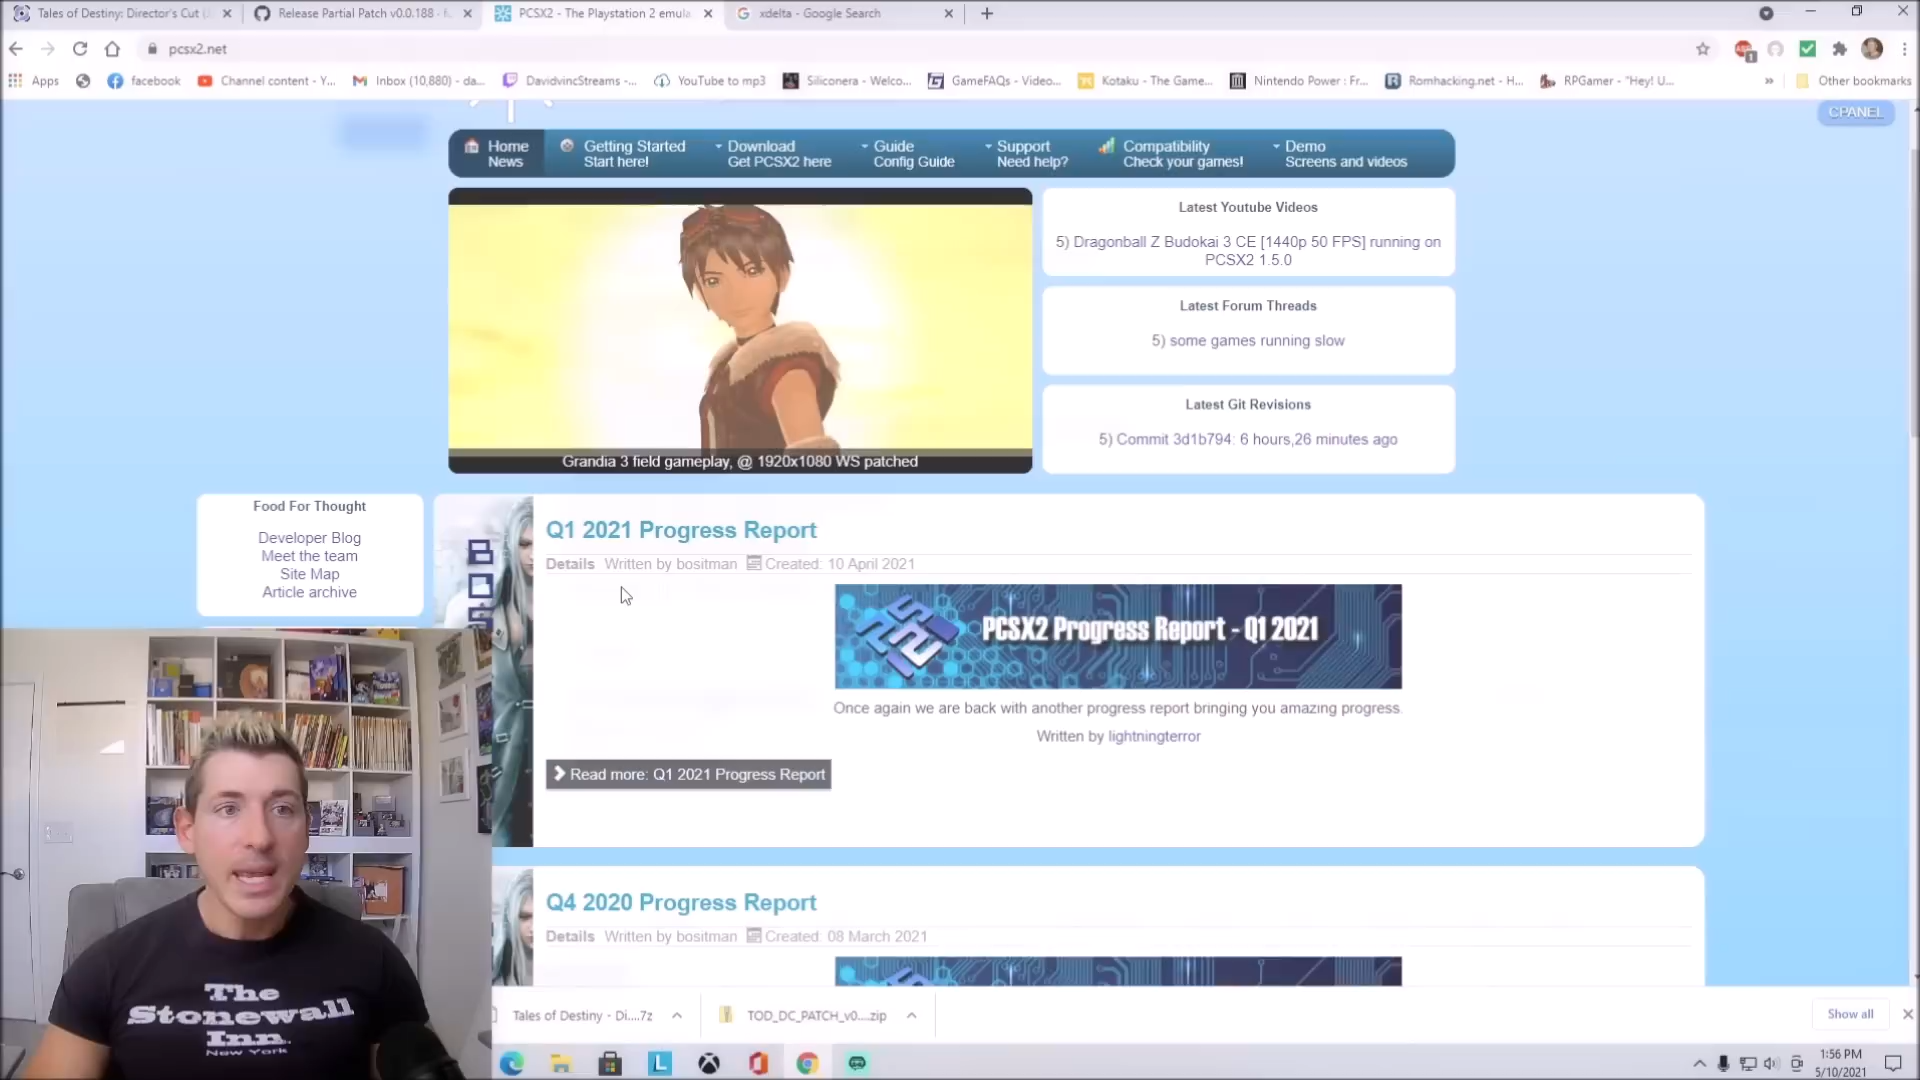 Tales of Destiny: Director's Cut (
Release Partial Patch v0.0.188 · f
PCSX2 - The Playstation 2 emula
xdelta - Google Search
pcsx2.net
Apps
facebook
Channel content - Y...
Inbox (10,880) - da...
DavidvincStreams -...
YouTube to mp3
Siliconera - Welco...
GameFAQs - Video...
Kotaku - The Game...
Nintendo Power : Fr...
Romhacking.net - H...
RPGamer - "Hey! U...
»
Other bookmarks
CPANEL
Home
News
Getting Started
Start here!
Download
Get PCSX2 here
Guide
Config Guide
Support
Need help?
Compatibility
Check your games!
Demo
Screens and videos
Grandia 3 field gameplay, @ 1920x1080 WS patched
Latest Youtube Videos
5) Dragonball Z Budokai 3 CE [1440p 50 FPS] running on
PCSX2 1.5.0
Latest Forum Threads
5) some games running slow
Latest Git Revisions
5) Commit 3d1b794: 6 hours,26 minutes ago
Food For Thought
Developer Blog
Meet the team
Site Map
Article archive
Q1 2021 Progress Report
Details Written by bositman Created: 10 April 2021
PCSX2 Progress Report - Q1 2021
Once again we are back with another progress report bringing you amazing progress.
Written by lightningterror
Read more: Q1 2021 Progress Report
Q4 2020 Progress Report
Details Written by bositman Created: 08 March 2021
The
Stonewall
Inn.
New York
Tales of Destiny - Di....7z
TOD_DC_PATCH_v0....zip
Show all
1:56 PM
5/10/2021